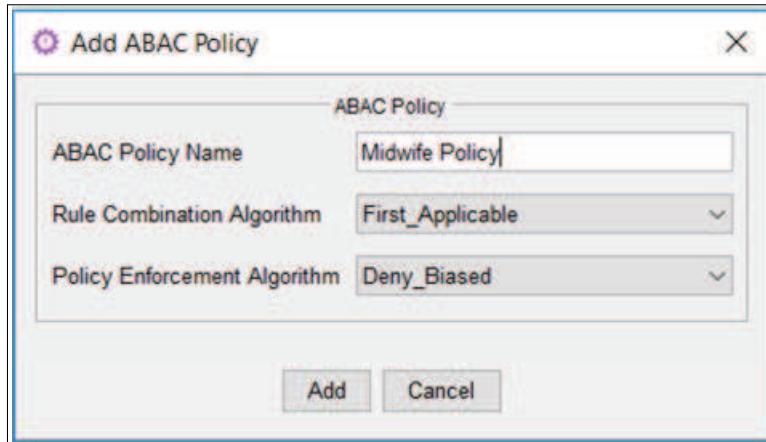 Add ABAC Policy
ABAC Policy
ABAC Policy Name Midwife Policy
Rule Combination Algorithm First_Applicable
Policy Enforcement Algorithm Deny_Biased
Add Cancel